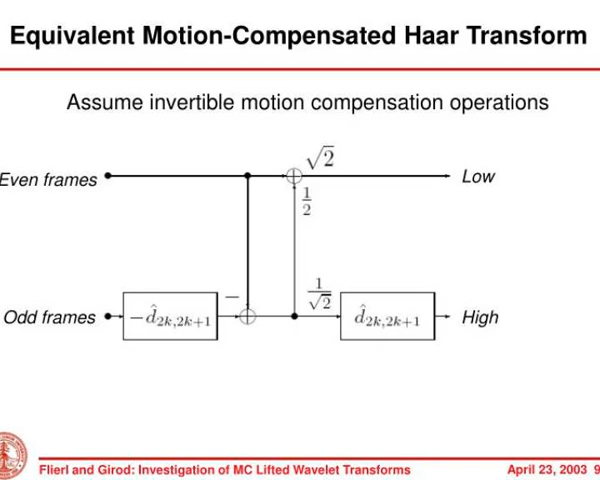 Equivalent Motion-Compensated Haar Transform
Assume invertible motion compensation operations
√2
Even frames
Low
1/2
1/√2
−
Odd frames
−d̂2k,2k+1
d̂2k,2k+1
High
Flierl and Girod: Investigation of MC Lifted Wavelet Transforms
April 23, 2003 9